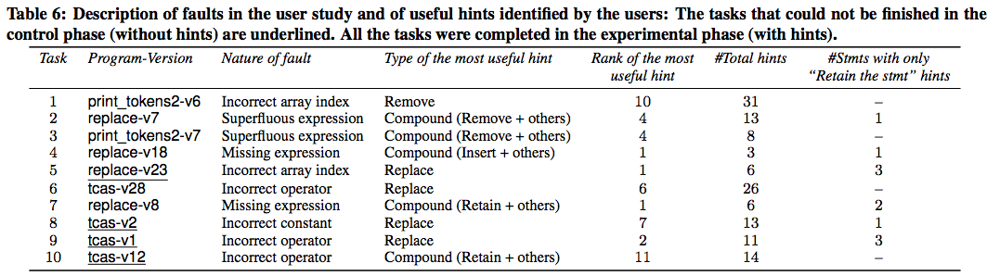 Table 6: Description of faults in the user study and of useful hints identified by the users: The tasks that could not be finished in the
control phase (without hints) are underlined. All the tasks were completed in the experimental phase (with hints).
Task Program-Version Nature of fault Type of the most useful hint Rank of the most #Total hints #Stmts with only
useful hint “Retain the stmt” hints
1 print_tokens2-v6 Incorrect array index Remove 10 31 –
2 replace-v7 Superfluous expression Compound (Remove + others) 4 13 1
3 print_tokens2-v7 Superfluous expression Compound (Remove + others) 4 8 –
4 replace-v18 Missing expression Compound (Insert + others) 1 3 1
5 replace-v23 Incorrect array index Replace 1 6 3
6 tcas-v28 Incorrect operator Replace 6 26 –
7 replace-v8 Missing expression Compound (Retain + others) 1 6 2
8 tcas-v2 Incorrect constant Replace 7 13 1
9 tcas-v1 Incorrect operator Replace 2 11 3
10 tcas-v12 Incorrect operator Compound (Retain + others) 11 14 –